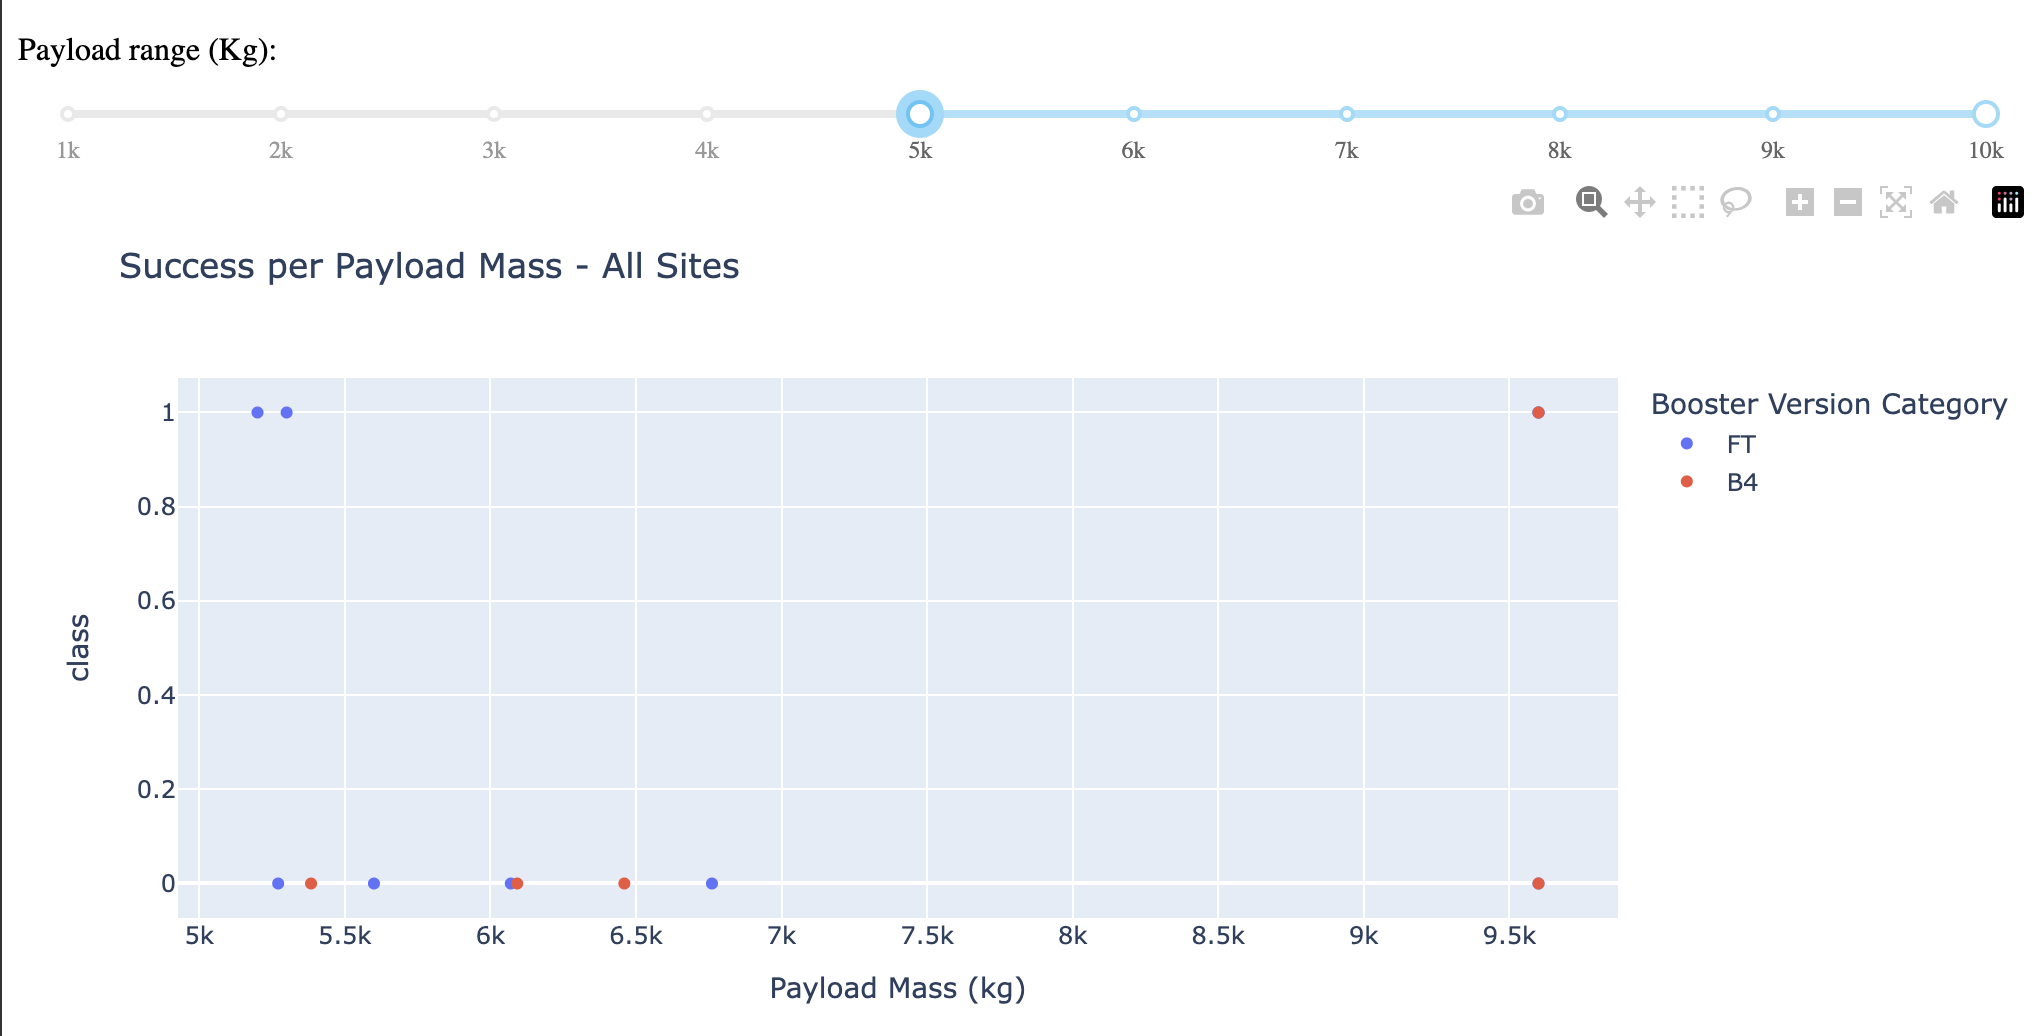 Payload range (Kg):
1k 2k 3k 4k 5k 6k 7k 8k 9k 10k
Success per Payload Mass - All Sites
Booster Version Category
FT
B4
1
0.8
0.6
0.4
0.2
0
class
5k 5.5k 6k 6.5k 7k 7.5k 8k 8.5k 9k 9.5k
Payload Mass (kg)